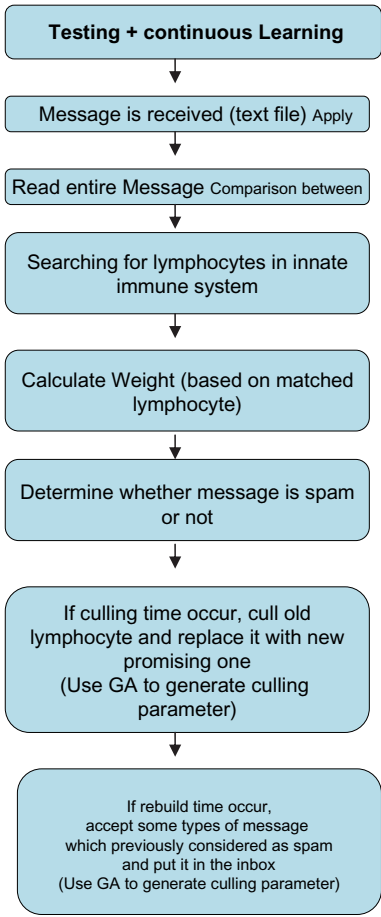 Testing + continuous Learning
Message is received (text file) Apply
Read entire Message Comparison between
Searching for lymphocytes in innate
immune system
Calculate Weight (based on matched
lymphocyte)
Determine whether message is spam
or not
If culling time occur, cull old
lymphocyte and replace it with new
promising one
(Use GA to generate culling
parameter)
If rebuild time occur,
accept some types of message
which previously considered as spam
and put it in the inbox
(Use GA to generate culling parameter)